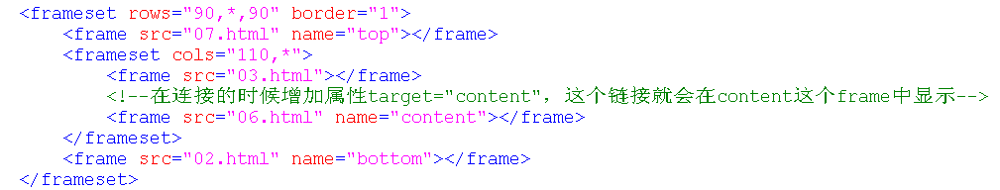 <frameset rows="90,*,90" border="1">
<frame src="07.html" name="top"></frame>
<frameset cols="110,*">
<frame src="03.html"></frame>
<!--在连接的时候增加属性target="content"，这个链接就会在content这个frame中显示-->
<frame src="06.html" name="content"></frame>
</frameset>
<frame src="02.html" name="bottom"></frame>
</frameset>